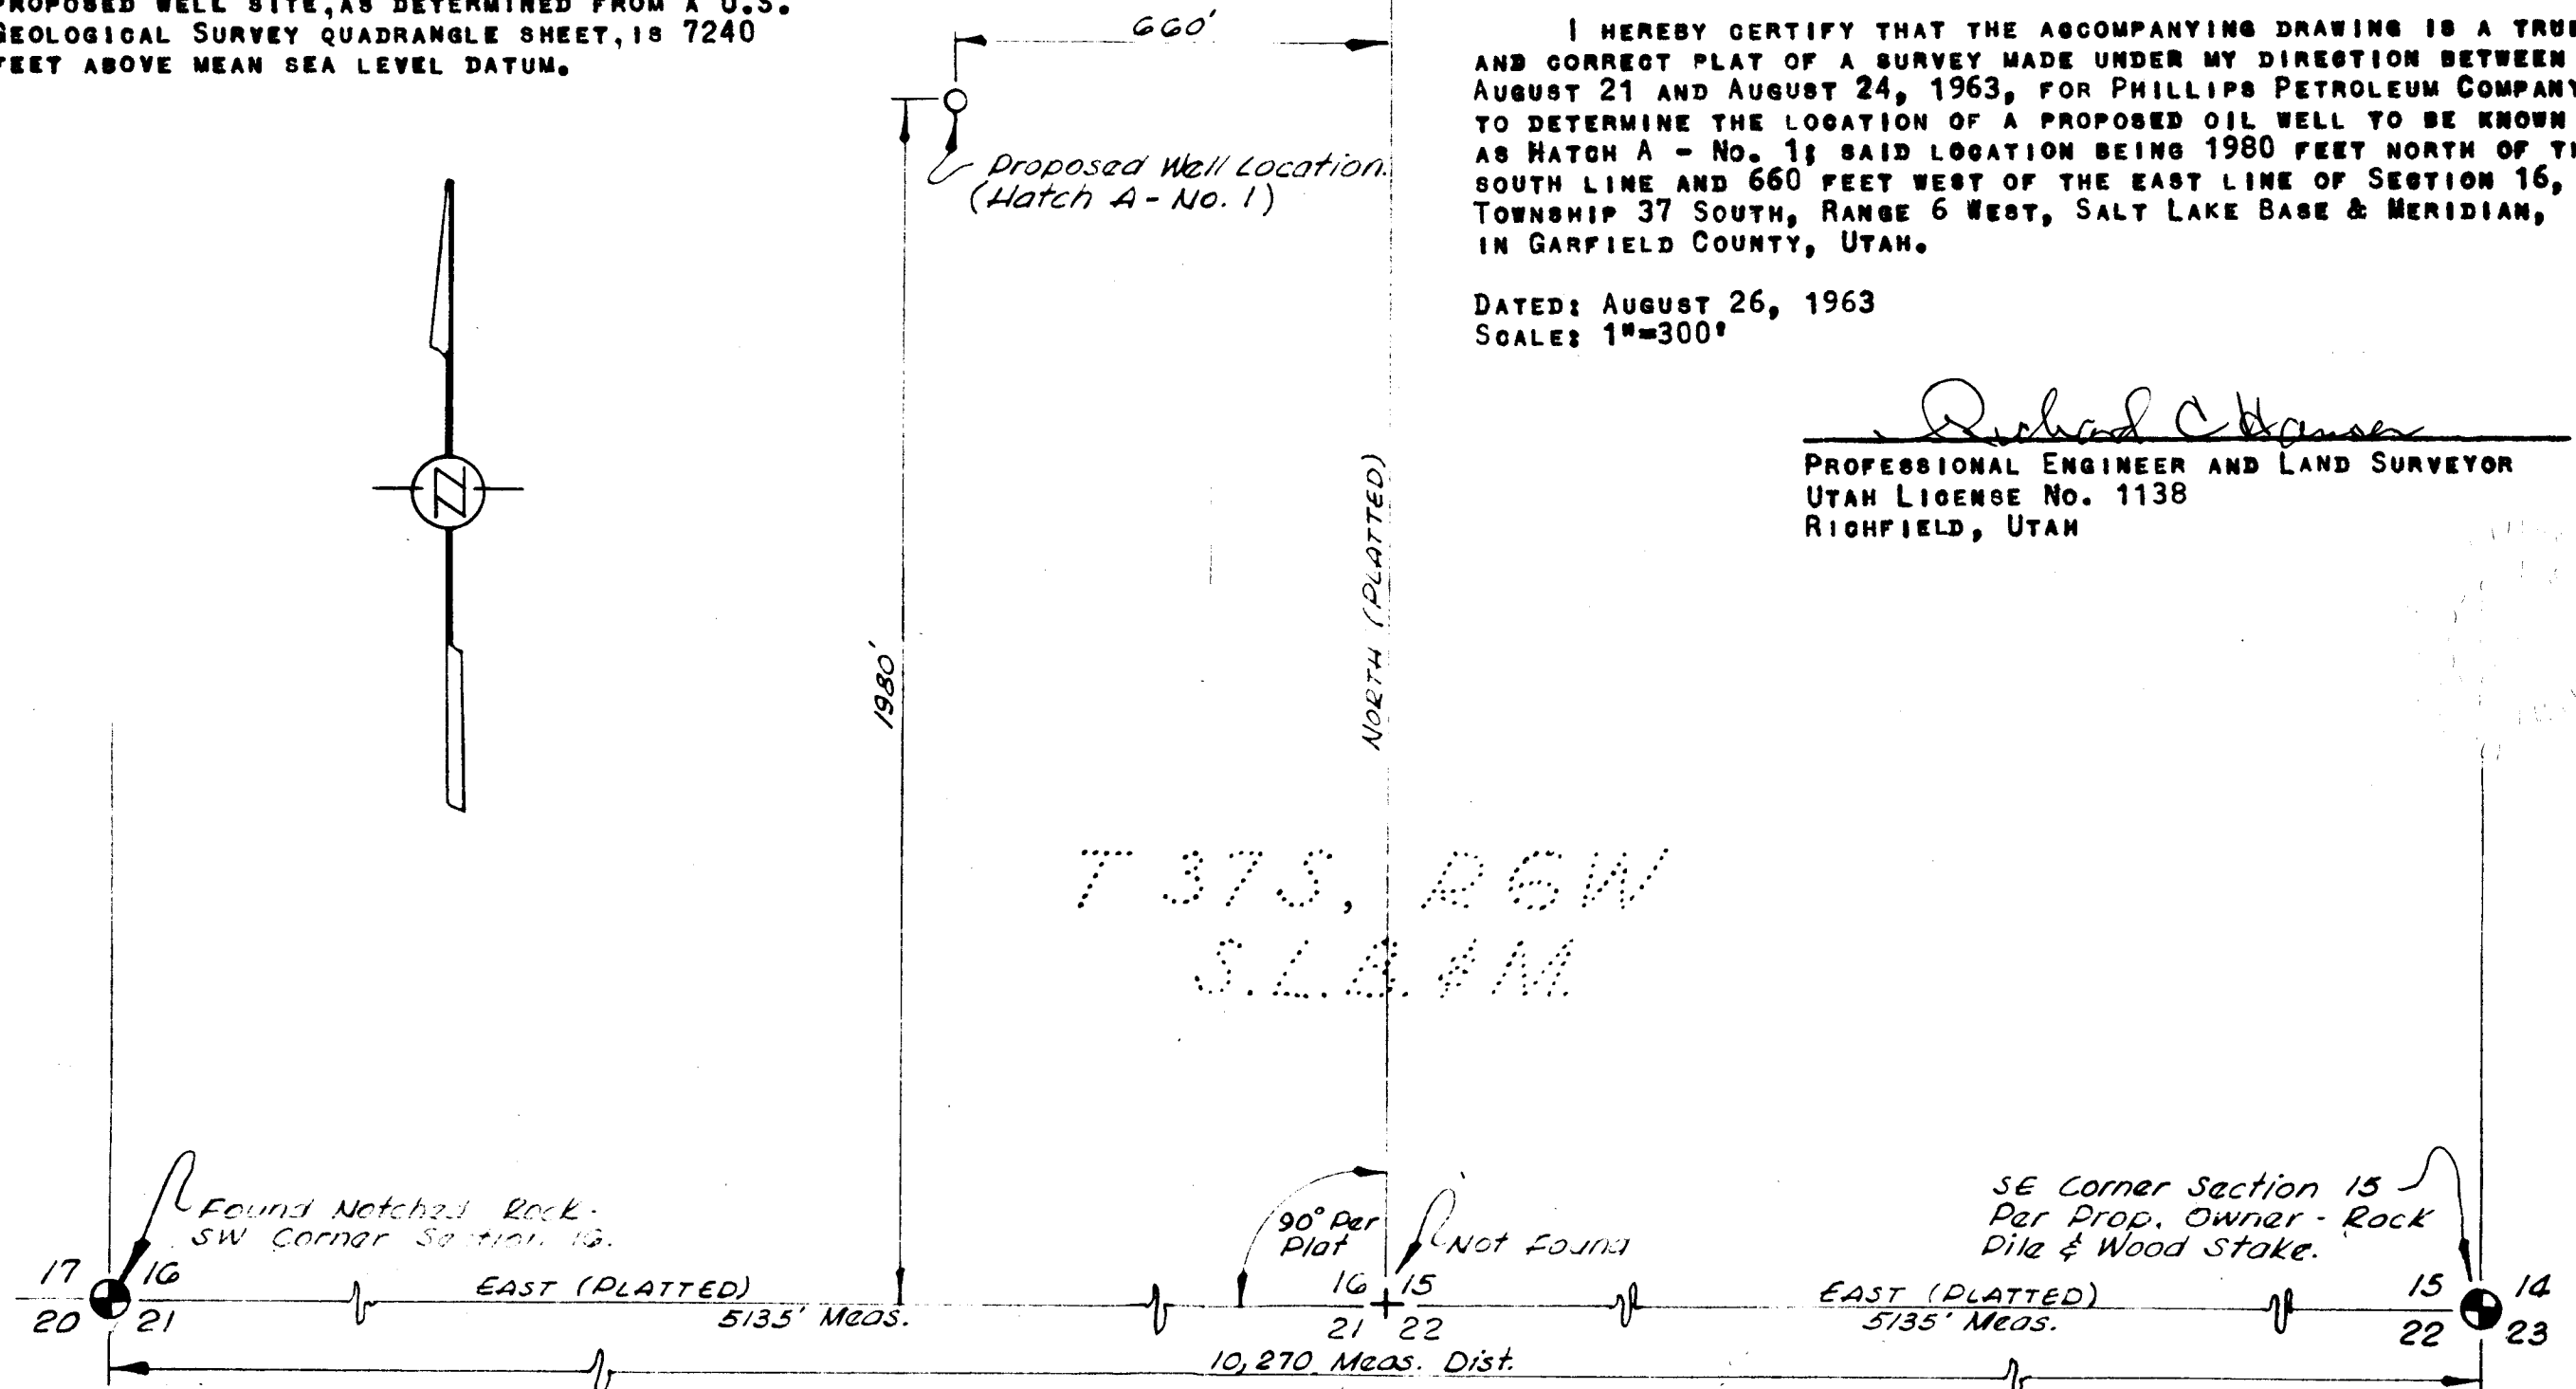 PROPOSED WELL SITE, AS DETERMINED FROM A U.S.
GEOLOGICAL SURVEY QUADRANGLE SHEET, IS 7240
FEET ABOVE MEAN SEA LEVEL DATUM.
660'
I HEREBY CERTIFY THAT THE ACCOMPANYING DRAWING IS A TRUE
AND CORRECT PLAT OF A SURVEY MADE UNDER MY DIRECTION BETWEEN
AUGUST 21 AND AUGUST 24, 1963, FOR PHILLIPS PETROLEUM COMPANY
TO DETERMINE THE LOCATION OF A PROPOSED OIL WELL TO BE KNOWN
AS HATCH A - No. 1; SAID LOCATION BEING 1980 FEET NORTH OF
SOUTH LINE AND 660 FEET WEST OF THE EAST LINE OF SECTION 16,
TOWNSHIP 37 SOUTH, RANGE 6 WEST, SALT LAKE BASE & MERIDIAN,
IN GARFIELD COUNTY, UTAH.
DATED: AUGUST 26, 1963
SCALE: 1"=300'
Richard C Hansen
PROFESSIONAL ENGINEER AND LAND SURVEYOR
UTAH LICENSE No. 1138
RICHFIELD, UTAH
Proposed Well Location.
(Hatch A - No. 1)
N
1980'
NORTH (PLATTED)
T 37S, R6W
S.L.B. & M.
Found Notched Rock.
SW Corner Section 16.
90° Per
Plat
Not Found
SE Corner Section 15
Per Prop. Owner - Rock
Pile & Wood Stake.
17 16
20 21
EAST (PLATTED)
5135' Meas.
16 15
21 22
EAST (PLATTED)
5135' Meas.
15 14
22 23
10,270 Meas. Dist.